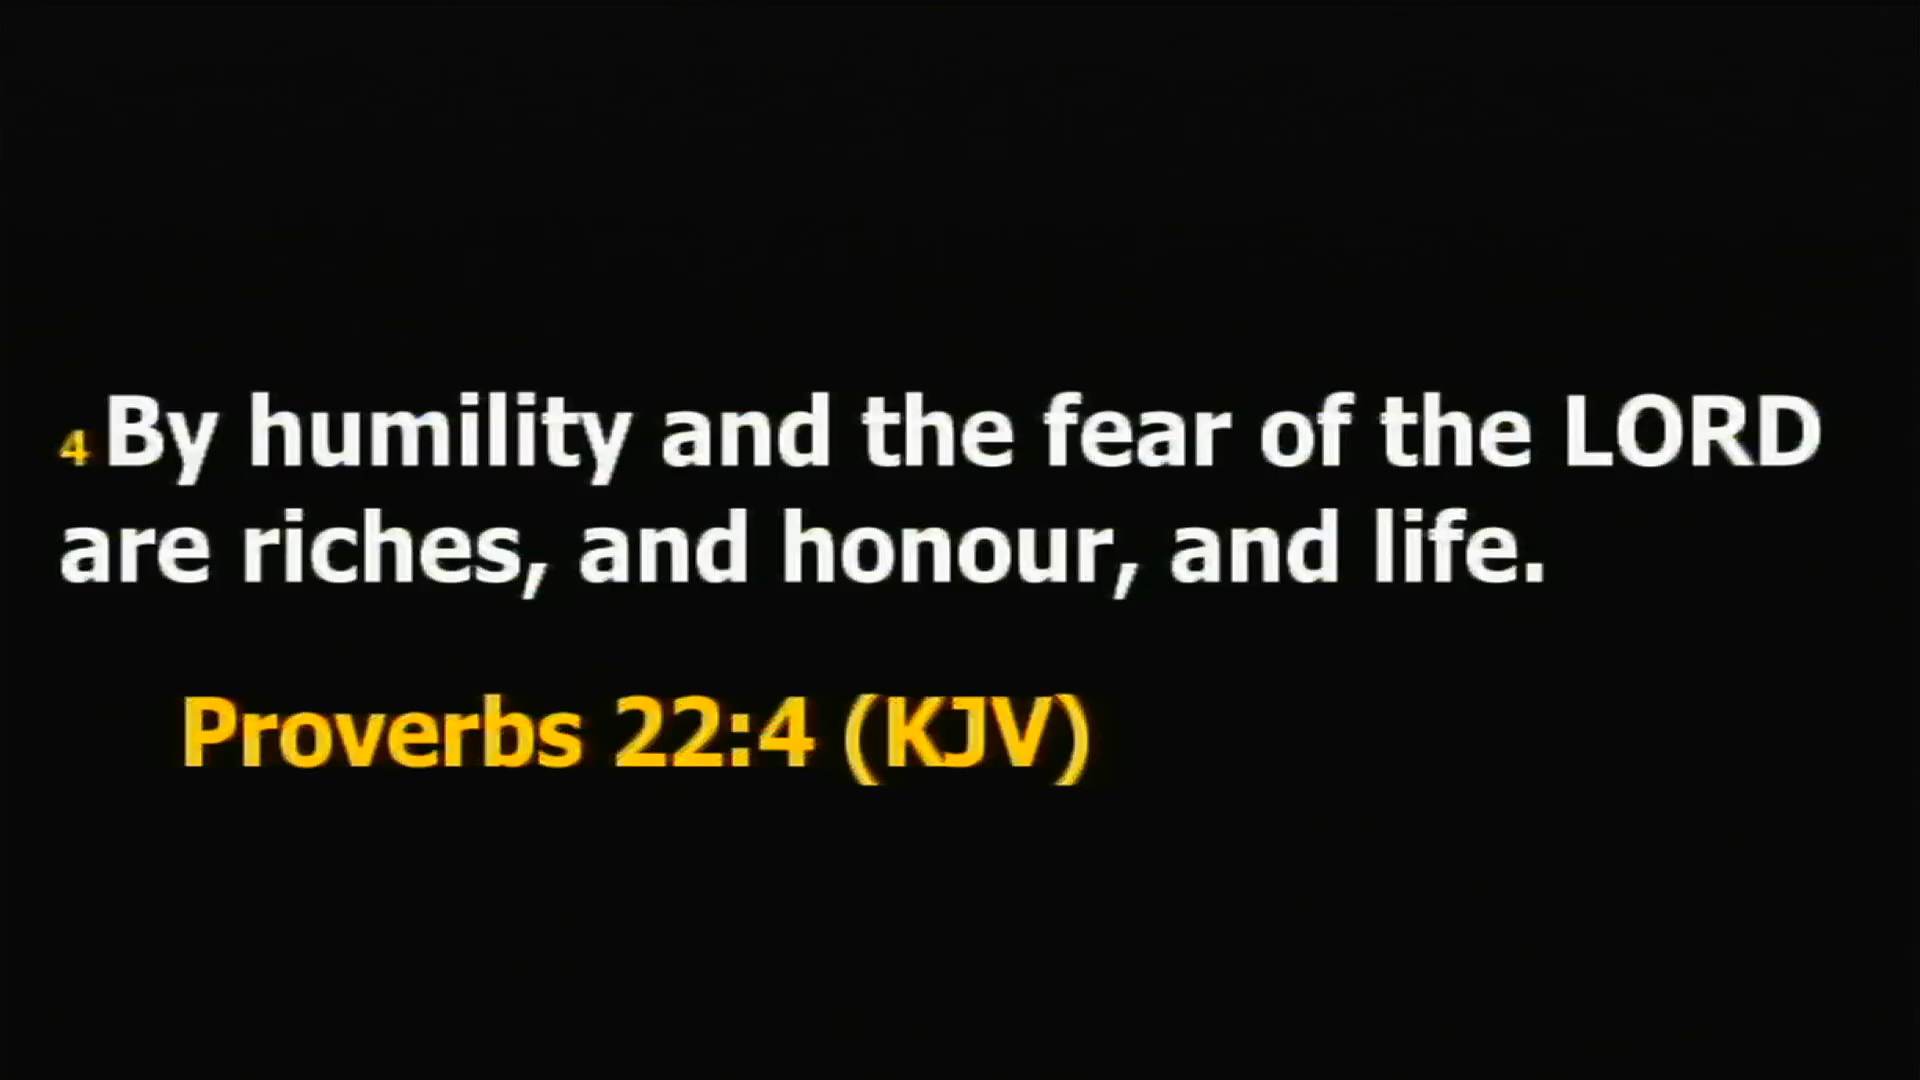 4 By humility and the fear of the LORD
are riches, and honour, and life.
Proverbs 22:4 (KJV)